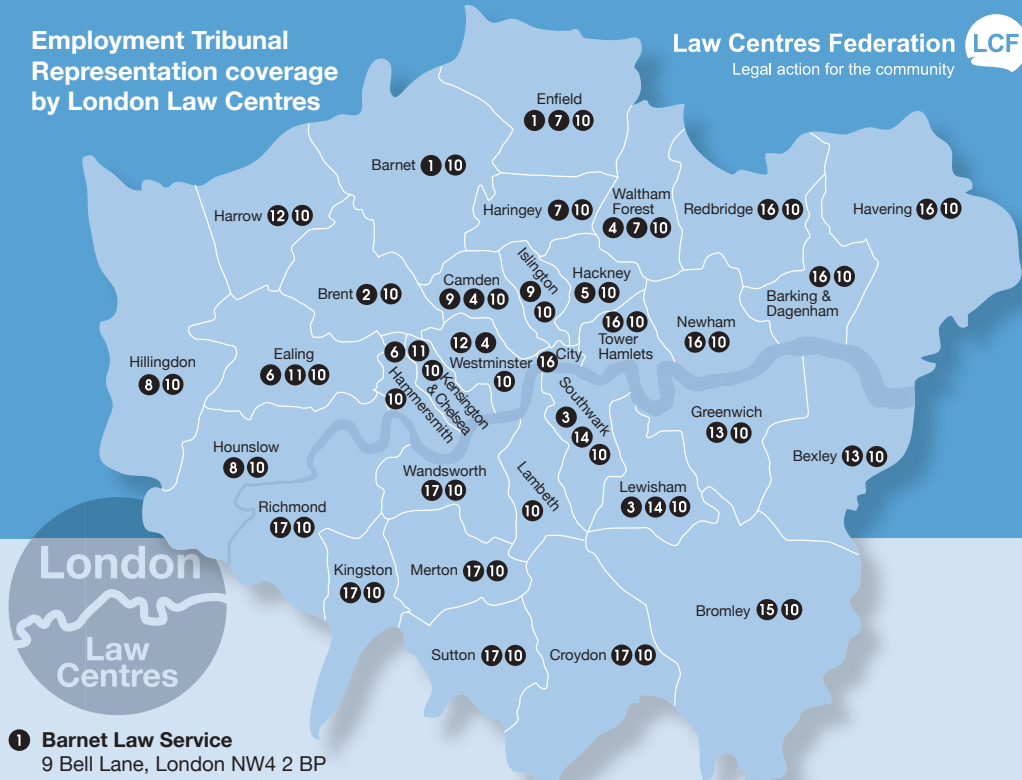 Employment Tribunal
Representation coverage
by London Law Centres
Law Centres Federation
Legal action for the community
LCF
Enfield
1 7 10
Barnet 1 10
Harrow 12 10
Haringey 7 10
Waltham
Forest
4 7 10
Redbridge 16 10
Havering 16 10
Brent 2 10
Camden
9 4 10
Islington
9
10
Hackney
5 10
16 10
Barking &
Dagenham
16 10
Tower
Hamlets
Newham
16 10
Hillingdon
8 10
Ealing
6 11 10
6
10
Hammersmith
11
10
Kensington
& Chelsea
12 4
Westminster
10
16 City
Southwark
3
14
10
Greenwich
13 10
Bexley 13 10
Hounslow
8 10
Richmond
17 10
Wandsworth
17 10
Lambeth
10
Lewisham
3 14 10
Kingston
17 10
Merton 17 10
Bromley 15 10
Sutton 17 10
Croydon 17 10
London
Law
Centres
1 Barnet Law Service
9 Bell Lane, London NW4 2 BP